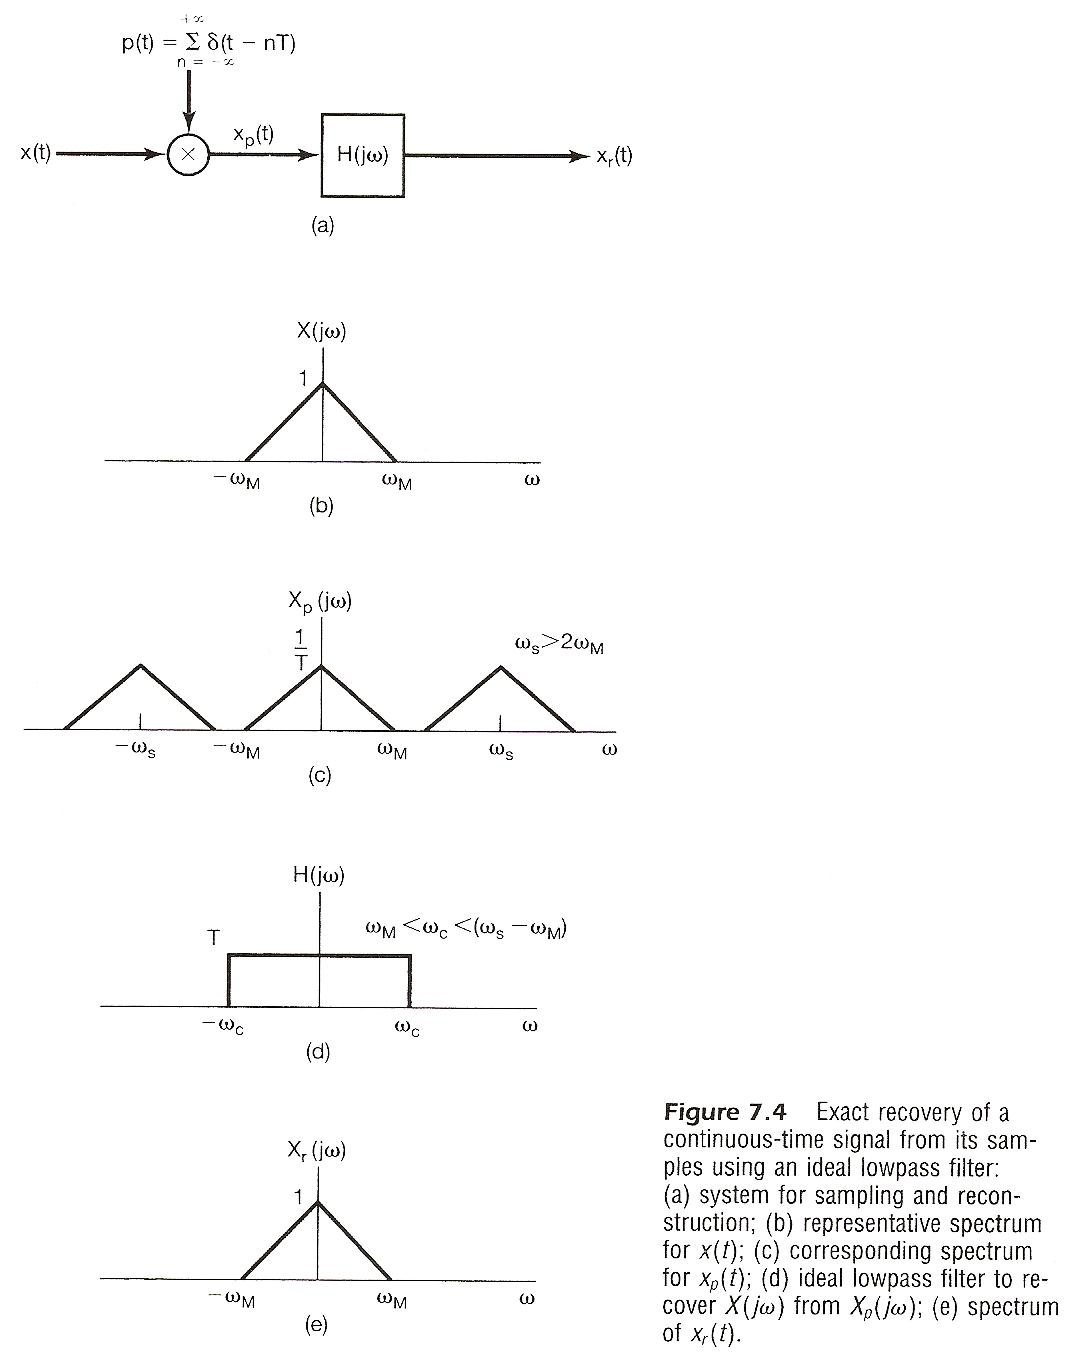 +∞
p(t) = Σ δ(t − nT)
n = −∞
x(t)
×
xp(t)
H(jω)
xr(t)
(a)
X(jω)
1
−ωM
ωM
ω
(b)
Xp (jω)
1
T
ωs>2ωM
−ωs
−ωM
ωM
ωs
ω
(c)
H(jω)
T
ωM <ωc <(ωs −ωM)
−ωc
ωc
ω
(d)
Xr (jω)
1
−ωM
ωM
ω
(e)
Figure 7.4 Exact recovery of a
continuous-time signal from its sam-
ples using an ideal lowpass filter:
(a) system for sampling and recon-
struction; (b) representative spectrum
for x(t); (c) corresponding spectrum
for xp(t); (d) ideal lowpass filter to re-
cover X(jω) from Xp(jω); (e) spectrum
of xr(t).